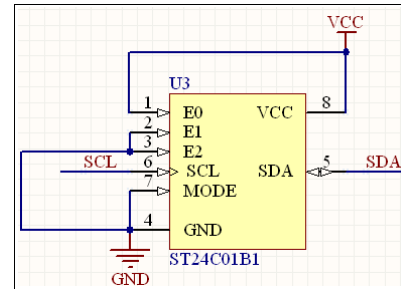 VCC
U3
1 E0 VCC 8
2 E1
3 E2
SCL 6 SCL SDA 5 SDA
7 MODE
4 GND
ST24C01B1
GND